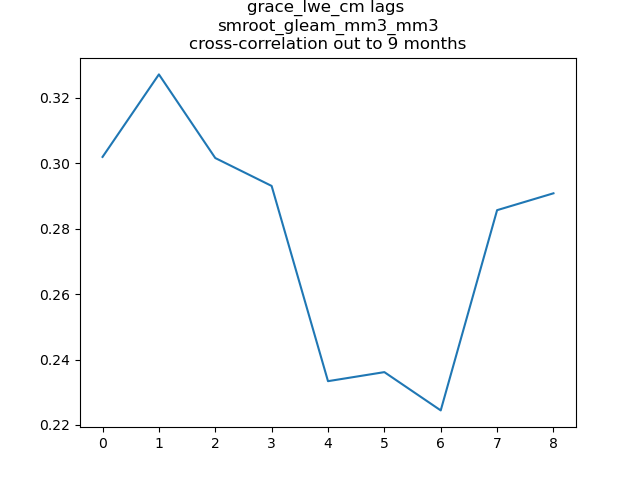 grace_lwe_cm lags
smroot_gleam_mm3_mm3
cross-correlation out to 9 months
0.32
0.30
0.28
0.26
0.24
0.22
0 1 2 3 4 5 6 7 8